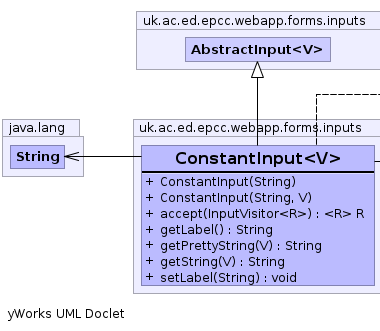 uk.ac.ed.epcc.webapp.forms.inputs
AbstractInput<V>
java.lang
String
uk.ac.ed.epcc.webapp.forms.inputs
ConstantInput<V>
+ ConstantInput(String)
+ ConstantInput(String, V)
+ accept(InputVisitor<R>) : <R> R
+ getLabel() : String
+ getPrettyString(V) : String
+ getString(V) : String
+ setLabel(String) : void
yWorks UML Doclet